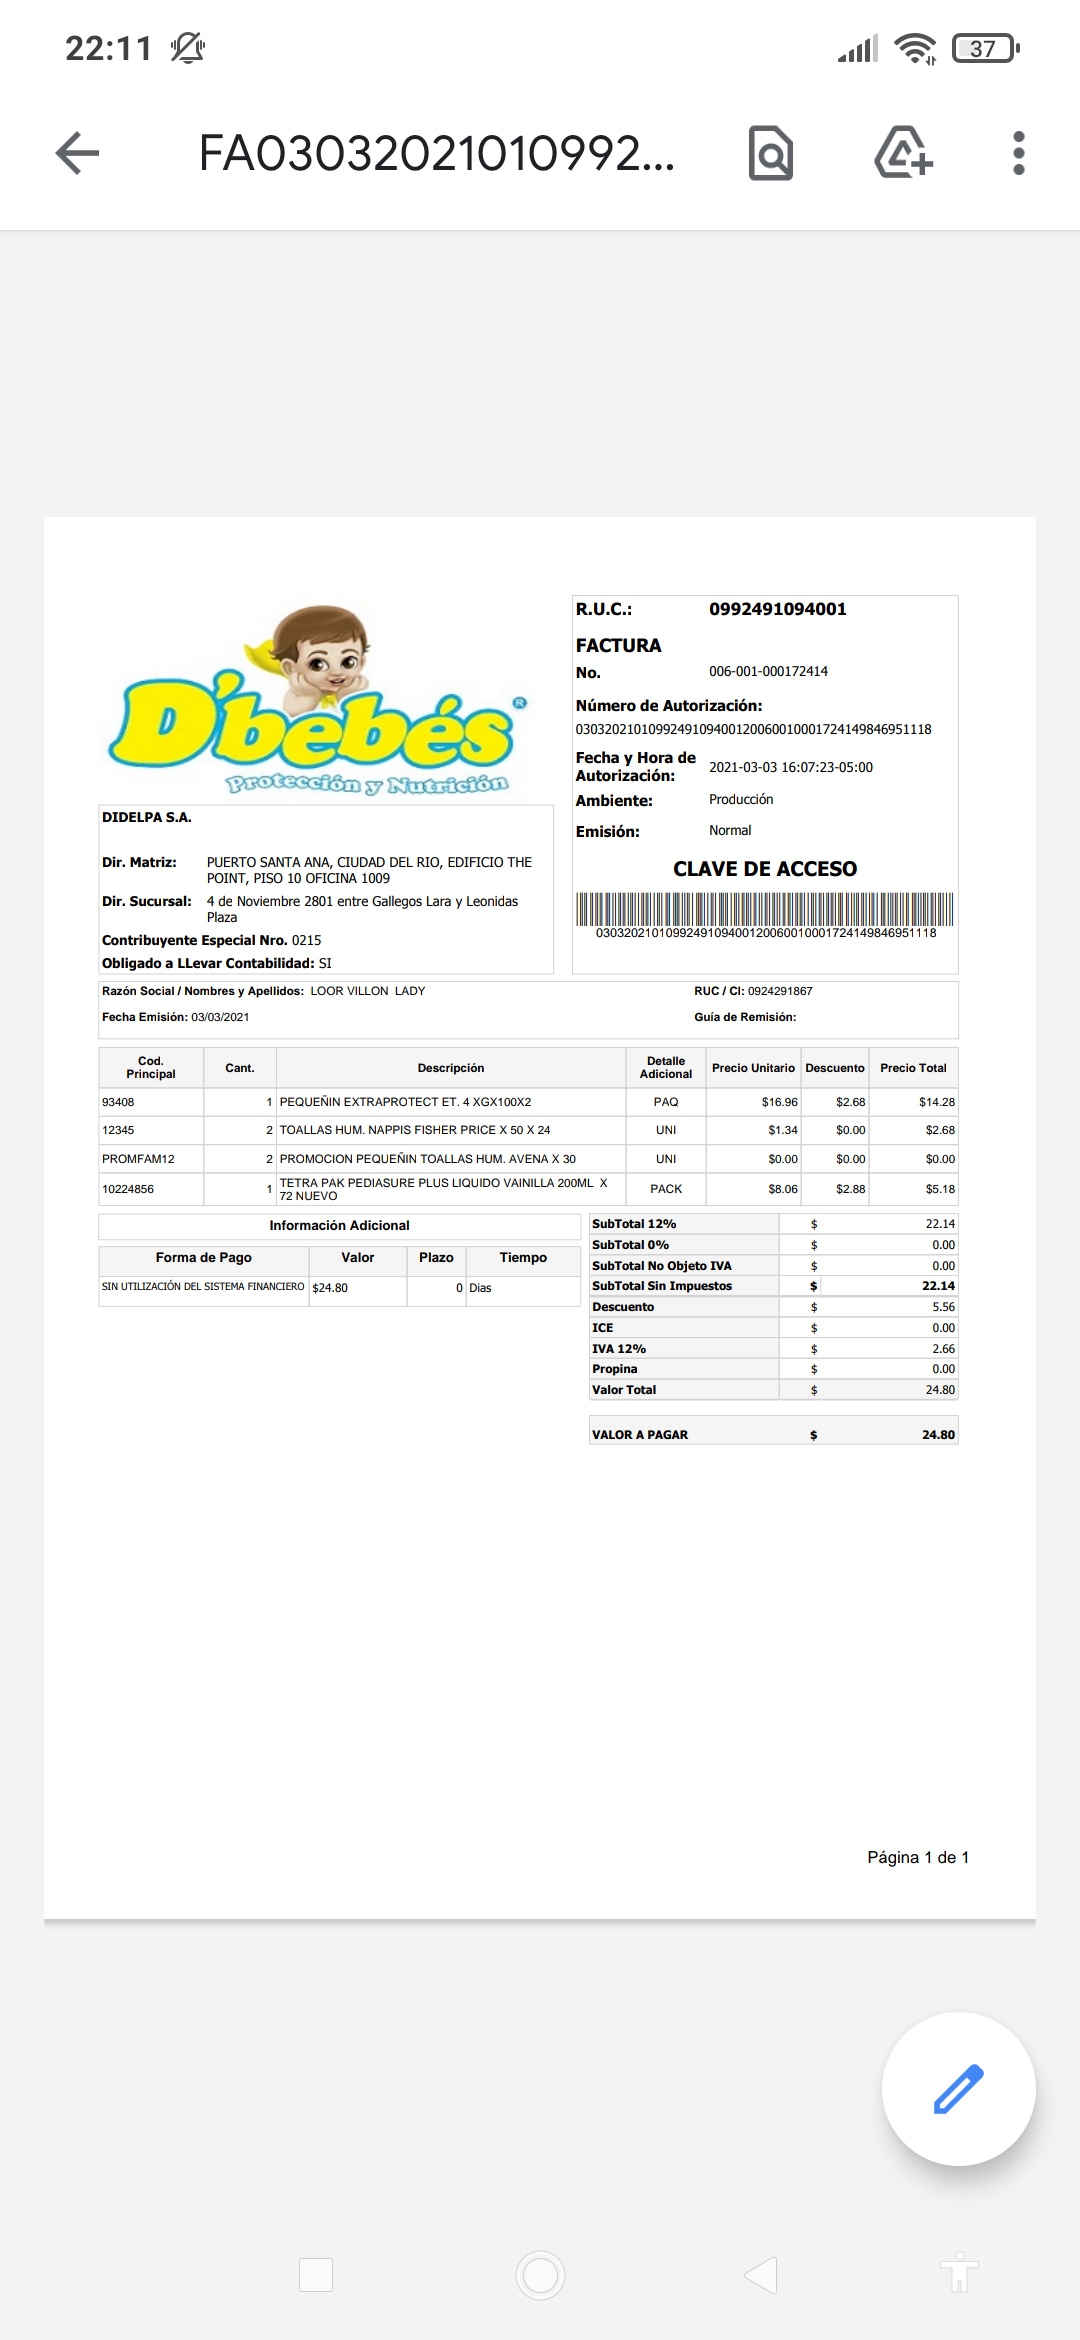 22:11
37
FA03032021010992...
D'bebés®
Protección y Nutrición
R.U.C.: 0992491094001
FACTURA
No. 006-001-000172414
Número de Autorización:
0303202101099249109400120060010001724149846951118
Fecha y Hora de
Autorización: 2021-03-03 16:07:23-05:00
Ambiente: Producción
Emisión: Normal
CLAVE DE ACCESO
0303202101099249109400120060010001724149846951118
DIDELPA S.A.
Dir. Matriz: PUERTO SANTA ANA, CIUDAD DEL RIO, EDIFICIO THE
POINT, PISO 10 OFICINA 1009
Dir. Sucursal: 4 de Noviembre 2801 entre Gallegos Lara y Leonidas
Plaza
Contribuyente Especial Nro. 0215
Obligado a LLevar Contabilidad: SI
Razón Social / Nombres y Apellidos: LOOR VILLON LADY RUC / CI: 0924291867
Fecha Emisión: 03/03/2021 Guía de Remisión:
Cod. Principal Cant. Descripción Detalle Adicional Precio Unitario Descuento Precio Total
93408 1 PEQUEÑIN EXTRAPROTECT ET. 4 XGX100X2 PAQ $16.96 $2.68 $14.28
12345 2 TOALLAS HUM. NAPPIS FISHER PRICE X 50 X 24 UNI $1.34 $0.00 $2.68
PROMFAM12 2 PROMOCION PEQUEÑIN TOALLAS HUM. AVENA X 30 UNI $0.00 $0.00 $0.00
10224856 1 TETRA PAK PEDIASURE PLUS LIQUIDO VAINILLA 200ML X 72 NUEVO PACK $8.06 $2.88 $5.18
Información Adicional
Forma de Pago Valor Plazo Tiempo
SIN UTILIZACIÓN DEL SISTEMA FINANCIERO $24.80 0 Dias
SubTotal 12% $ 22.14
SubTotal 0% $ 0.00
SubTotal No Objeto IVA $ 0.00
SubTotal Sin Impuestos $ 22.14
Descuento $ 5.56
ICE $ 0.00
IVA 12% $ 2.66
Propina $ 0.00
Valor Total $ 24.80
VALOR A PAGAR $ 24.80
Página 1 de 1